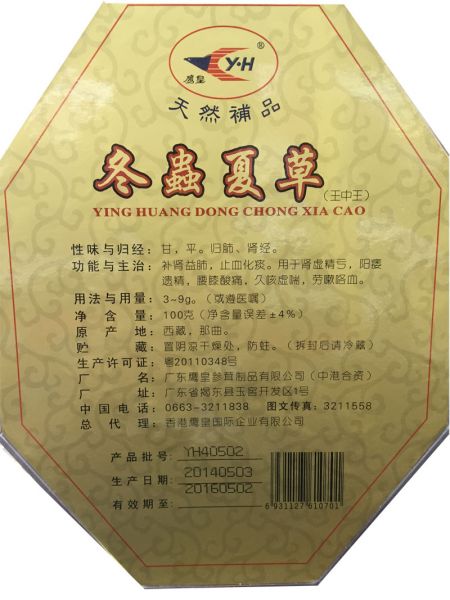 Y·H®
鹰皇
天然補品
冬蟲夏草(王中王)
YING HUANG DONG CHONG XIA CAO
性味与归经：甘，平。归肺、肾经。
功能与主治：补肾益肺，止血化痰。用于肾虚精亏，阳痿
遗精，腰膝酸痛，久咳虚喘，劳嗽咯血。
用法与用量：3~9g。（或遵医嘱）
净含量：100克(净含量误差±4%)
原产地：西藏，那曲。
贮藏：置阴凉干燥处，防蛀。（拆封后请冷藏）
生产许可证：粤20110348号
厂名：广东鹰皇参茸制品有限公司(中港合资)
厂址：广东省揭东县玉窖开发区1号
中国电话：0663-3211838 图文传真：3211558
总代理：香港鹰皇国际企业有限公司
产品批号：YH40502
生产日期：20140503
有效期至：20160502
6931127610701